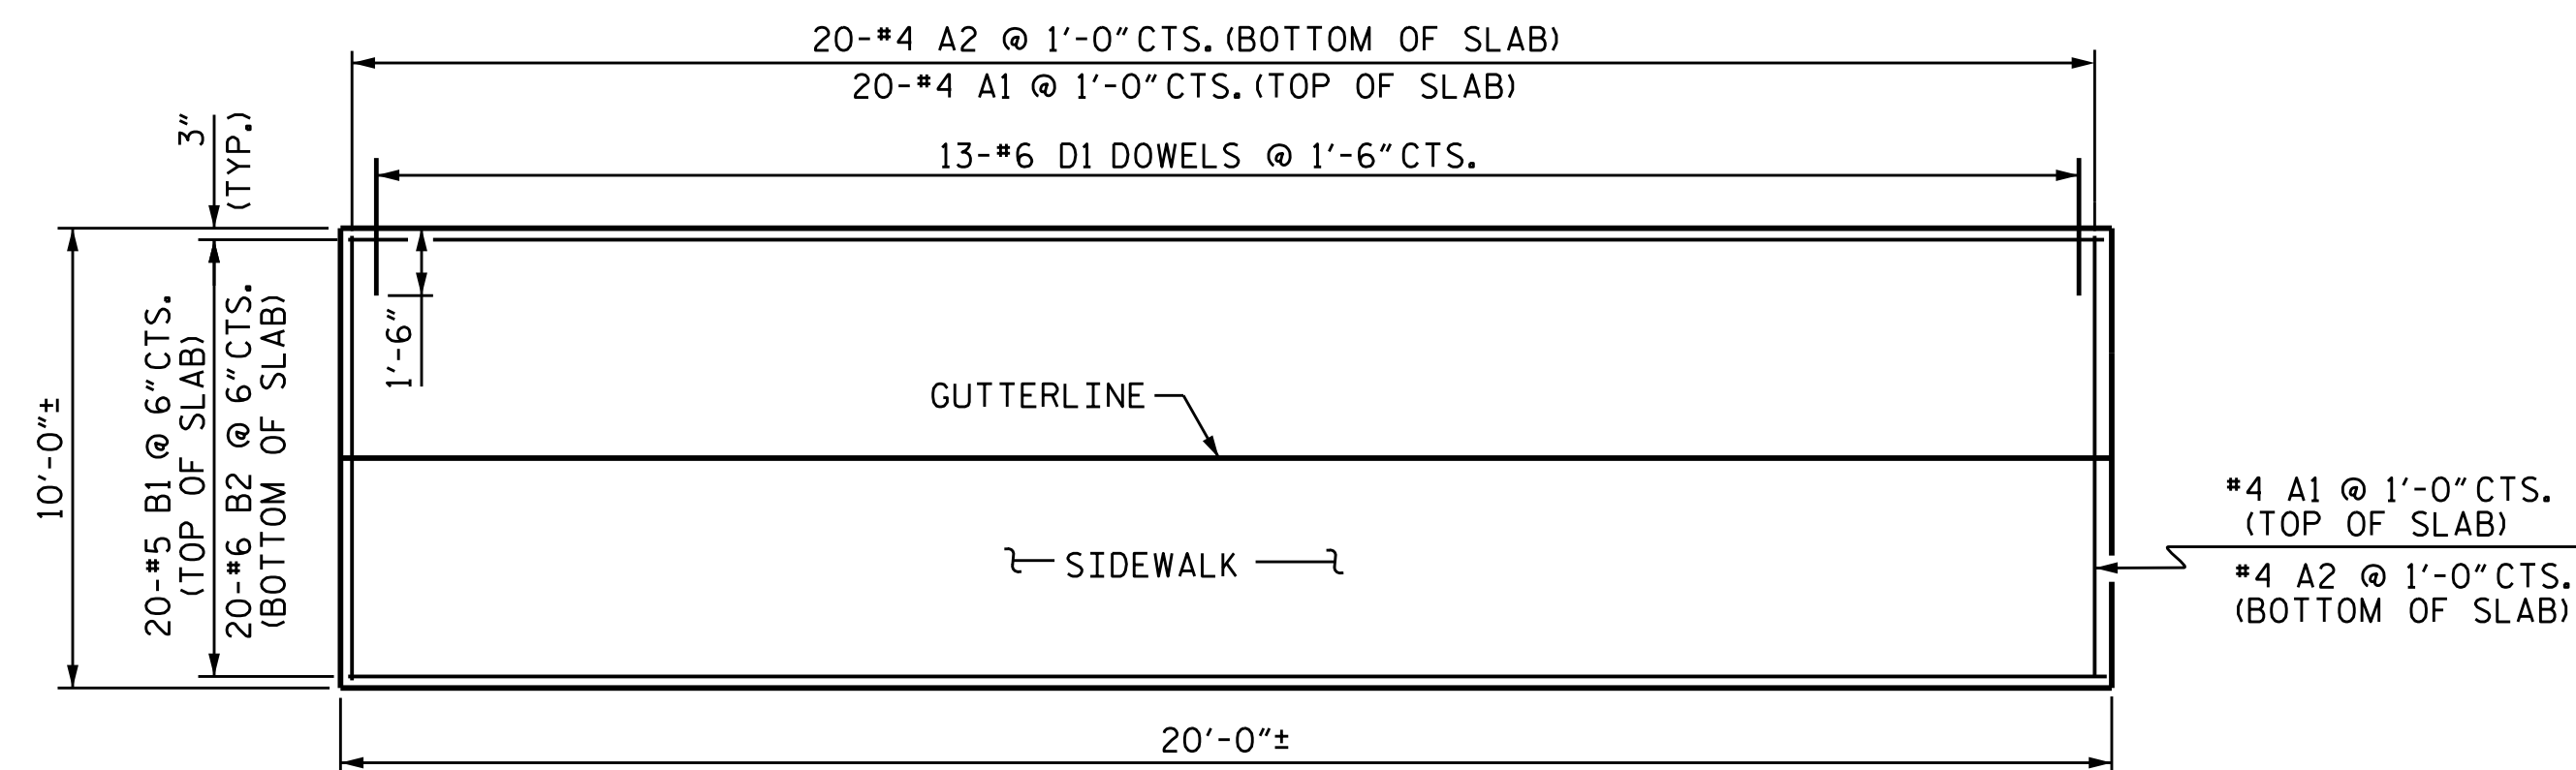 20-#4 A2 @ 1'-0"CTS.(BOTTOM OF SLAB)
20-#4 A1 @ 1'-0"CTS.(TOP OF SLAB)
13-#6 D1 DOWELS @ 1'-6"CTS.
3"
(TYP.)
10'-0"±
20-#5 B1 @ 6"CTS.
(TOP OF SLAB)
20-#6 B2 @ 6"CTS.
(BOTTOM OF SLAB)
1'-6"
GUTTERLINE
SIDEWALK
#4 A1 @ 1'-0"CTS.
(TOP OF SLAB)
#4 A2 @ 1'-0"CTS.
(BOTTOM OF SLAB)
20'-0"±